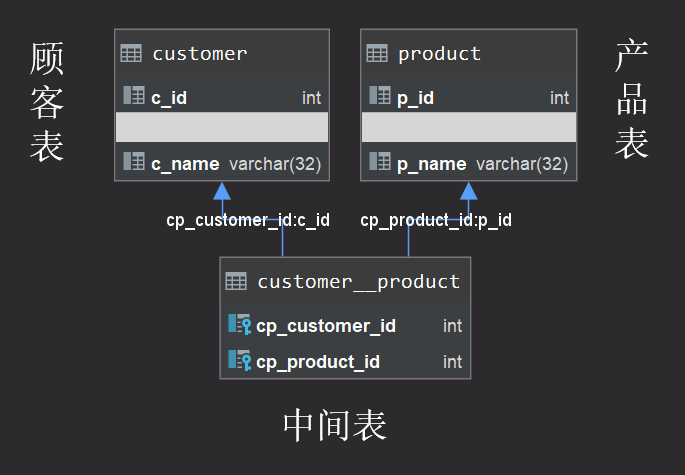 顾客表
customer
c_id int
c_name varchar(32)
product
p_id int
p_name varchar(32)
产品表
cp_customer_id:c_id
cp_product_id:p_id
customer__product
cp_customer_id int
cp_product_id int
中间表